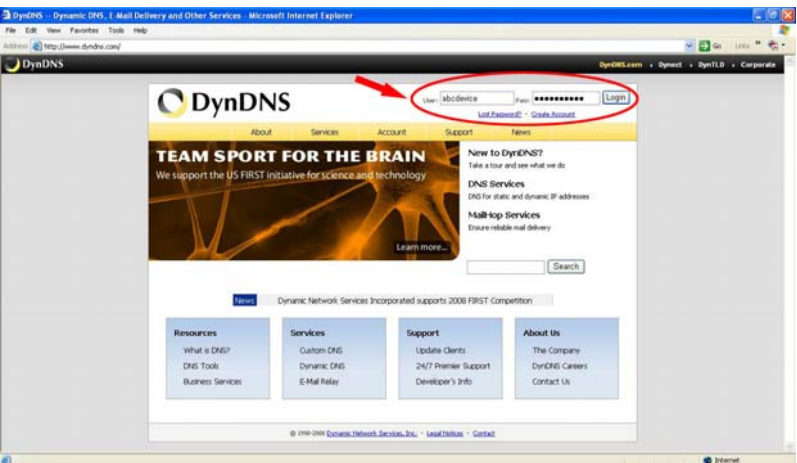 DynDNS -- Dynamic DNS, E-Mail Delivery and Other Services - Microsoft Internet Explorer
File Edit View Favorites Tools Help
Address http://www.dyndns.com/ Go Links »
DynDNS
DynDNS.com Dynect DynTLD Corporate
DynDNS
User: abcdevice Pass: ●●●●●●●●●● Login
Lost Password? - Create Account
About Services Account Support News
TEAM SPORT FOR THE BRAIN
We support the US FIRST initiative for science and technology
Learn more...
New to DynDNS?
Take a tour and see what we do
DNS Services
DNS for static and dynamic IP addresses
MailHop Services
Ensure reliable mail delivery
Search
News Dynamic Network Services Incorporated supports 2008 FIRST Competition
Resources
What is DNS?
DNS Tools
Business Services
Services
Custom DNS
Dynamic DNS
E-Mail Relay
Support
Update Clients
24/7 Premier Support
Developer's Info
About Us
The Company
DynDNS Careers
Contact Us
© 1998-2008 Dynamic Network Services, Inc. - Legal Notices - Contact
Internet